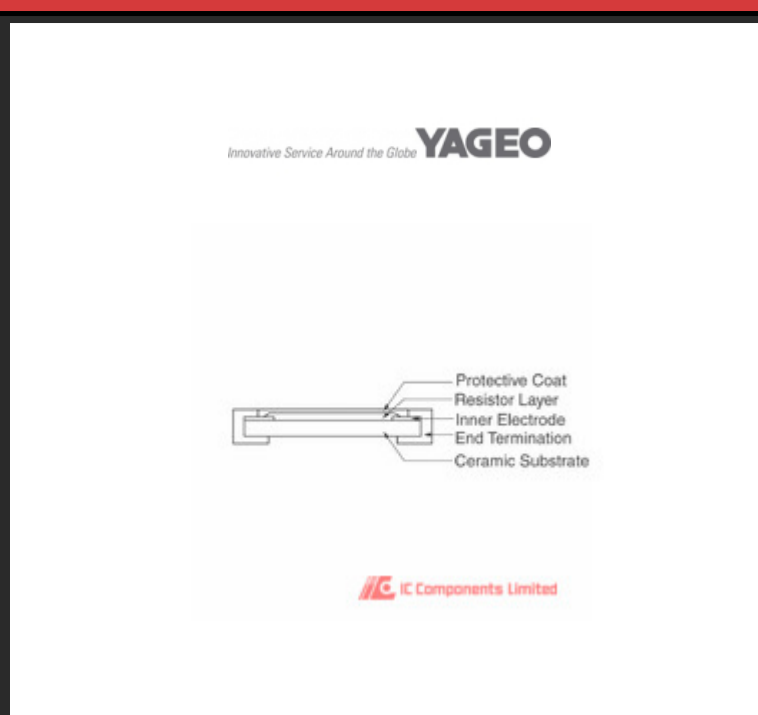 Innovative Service Around the Globe YAGEO
Protective Coat
Resistor Layer
Inner Electrode
End Termination
Ceramic Substrate
IC Components Limited